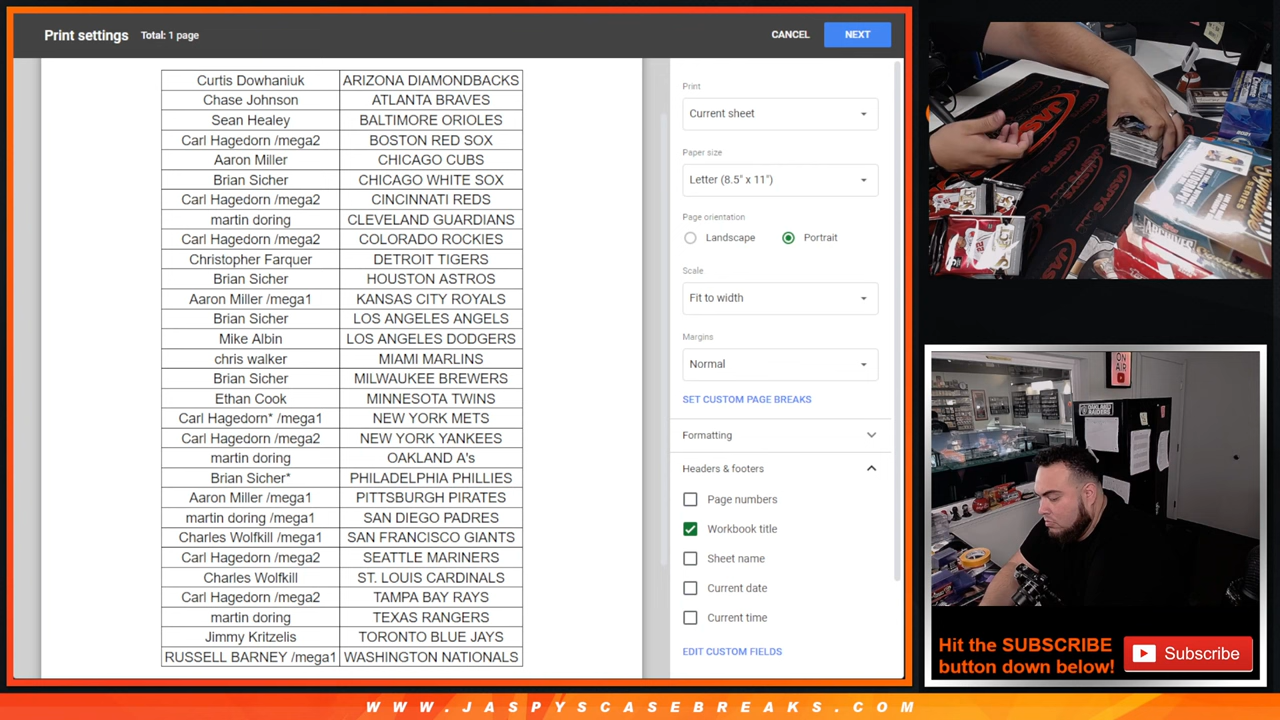 Print settings Total: 1 page CANCEL NEXT
Curtis Dowhaniuk ARIZONA DIAMONDBACKS
Chase Johnson ATLANTA BRAVES
Sean Healey BALTIMORE ORIOLES
Carl Hagedorn /mega2 BOSTON RED SOX
Aaron Miller CHICAGO CUBS
Brian Sicher CHICAGO WHITE SOX
Carl Hagedorn /mega2 CINCINNATI REDS
martin doring CLEVELAND GUARDIANS
Carl Hagedorn /mega2 COLORADO ROCKIES
Christopher Farquer DETROIT TIGERS
Brian Sicher HOUSTON ASTROS
Aaron Miller /mega1 KANSAS CITY ROYALS
Brian Sicher LOS ANGELES ANGELS
Mike Albin LOS ANGELES DODGERS
chris walker MIAMI MARLINS
Brian Sicher MILWAUKEE BREWERS
Ethan Cook MINNESOTA TWINS
Carl Hagedorn* /mega1 NEW YORK METS
Carl Hagedorn /mega2 NEW YORK YANKEES
martin doring OAKLAND A's
Brian Sicher* PHILADELPHIA PHILLIES
Aaron Miller /mega1 PITTSBURGH PIRATES
martin doring /mega1 SAN DIEGO PADRES
Charles Wolfkill /mega1 SAN FRANCISCO GIANTS
Carl Hagedorn /mega2 SEATTLE MARINERS
Charles Wolfkill ST. LOUIS CARDINALS
Carl Hagedorn /mega2 TAMPA BAY RAYS
martin doring TEXAS RANGERS
Jimmy Kritzelis TORONTO BLUE JAYS
RUSSELL BARNEY /mega1 WASHINGTON NATIONALS
Print
Current sheet
Paper size
Letter (8.5" x 11")
Page orientation
Landscape Portrait
Scale
Fit to width
Margins
Normal
SET CUSTOM PAGE BREAKS
Formatting
Headers & footers
Page numbers
Workbook title
Sheet name
Current date
Current time
EDIT CUSTOM FIELDS
JASPY'S
ARCHIVES
ON
AIR
OAKLAND
RAIDERS
Hit the SUBSCRIBE
button down below!
Subscribe
WWW.JASPYSCASEBREAKS.COM